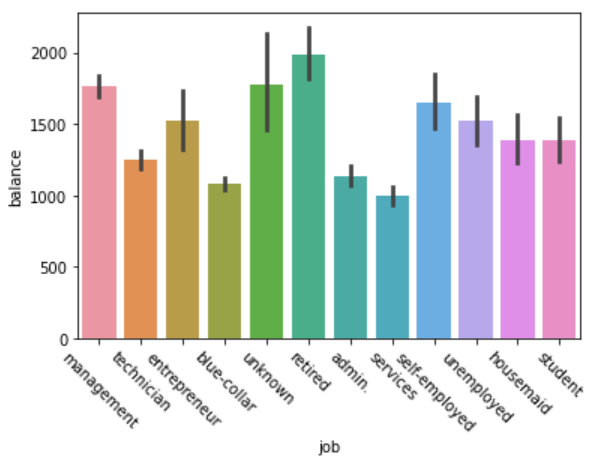 balance
2000
1500
1000
500
0
management
technician
entrepreneur
blue-collar
unknown
retired
admin.
services
self-employed
unemployed
housemaid
student
job